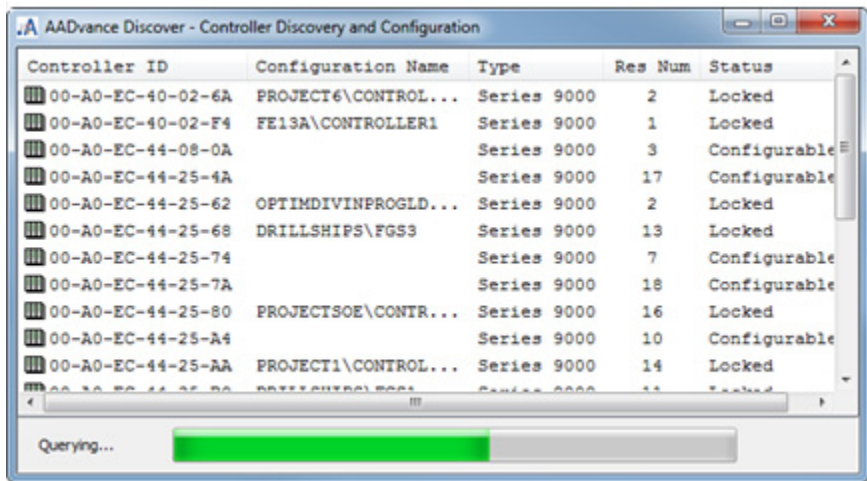 AADvance Discover - Controller Discovery and Configuration
Controller ID Configuration Name Type Res Num Status
00-A0-EC-40-02-6A PROJECT6\CONTROL... Series 9000 2 Locked
00-A0-EC-40-02-F4 FE13A\CONTROLLER1 Series 9000 1 Locked
00-A0-EC-44-08-0A Series 9000 3 Configurable
00-A0-EC-44-25-4A Series 9000 17 Configurable
00-A0-EC-44-25-62 OPTIMDIVINPROGLD... Series 9000 2 Locked
00-A0-EC-44-25-68 DRILLSHIPS\FGS3 Series 9000 13 Locked
00-A0-EC-44-25-74 Series 9000 7 Configurable
00-A0-EC-44-25-7A Series 9000 18 Configurable
00-A0-EC-44-25-80 PROJECTSOE\CONTR... Series 9000 16 Locked
00-A0-EC-44-25-A4 Series 9000 10 Configurable
00-A0-EC-44-25-AA PROJECT1\CONTROL... Series 9000 14 Locked
Querying...